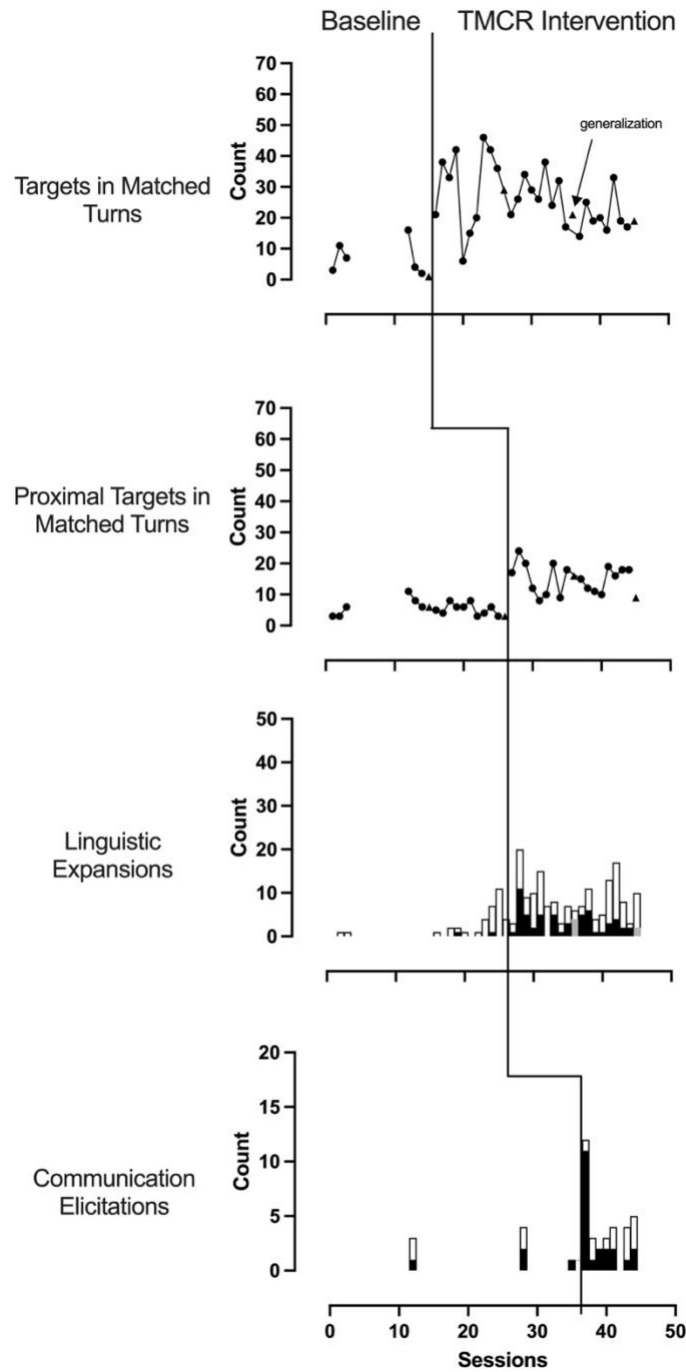 Baseline
TMCR Intervention
Targets in Matched
Turns
Count
70
60
50
40
30
20
10
0
generalization
Proximal Targets in
Matched Turns
Count
70
60
50
40
30
20
10
0
Linguistic
Expansions
Count
50
40
30
20
10
0
Communication
Elicitations
Count
20
15
10
5
0
0 10 20 30 40 50
Sessions